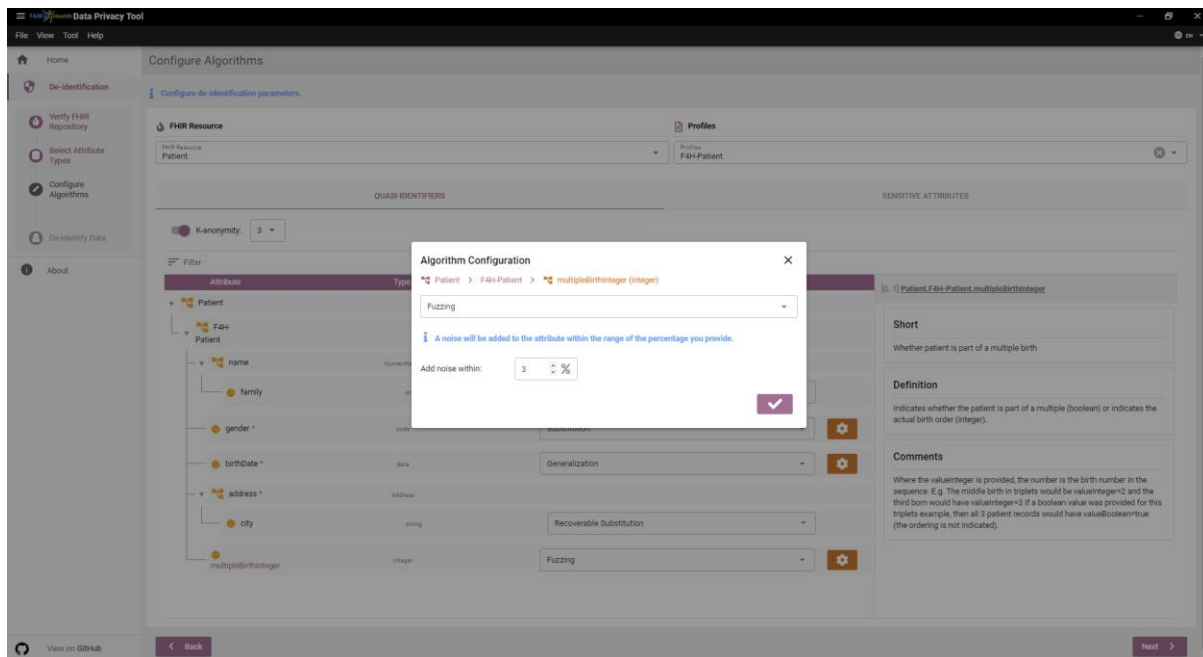 FAIR4Health Data Privacy Tool
File View Tool Help
EN
Home
De-identification
Verify FHIR
Repository
Select Attribute
Types
Configure
Algorithms
De-Identify Data
About
View on GitHub
Configure Algorithms
Configure de-identification parameters.
FHIR Resource
FHIR Resource
Patient
Profiles
Profiles
F4H-Patient
QUASI-IDENTIFIERS
SENSITIVE ATTRIBUTES
K-anonymity: 3
Filter
Attribute
Type
Patient
F4H-
Patient
name
family
gender *
code
Substitution
birthDate *
date
Generalization
address *
Address
city
string
Recoverable Substitution
multipleBirthInteger
integer
Fuzzing
Algorithm Configuration
Patient > F4H-Patient > multipleBirthInteger (integer)
Fuzzing
A noise will be added to the attribute within the range of the percentage you provide.
Add noise within: 3 %
[0..1] Patient.F4H-Patient.multipleBirthInteger
Short
Whether patient is part of a multiple birth
Definition
Indicates whether the patient is part of a multiple (boolean) or indicates the
actual birth order (integer).
Comments
Where the valueInteger is provided, the number is the birth number in the
sequence. E.g. The middle birth in triplets would be valueInteger=2 and the
third born would have valueInteger=3 If a boolean value was provided for this
triplets example, then all 3 patient records would have valueBoolean=true
(the ordering is not indicated).
Back
Next